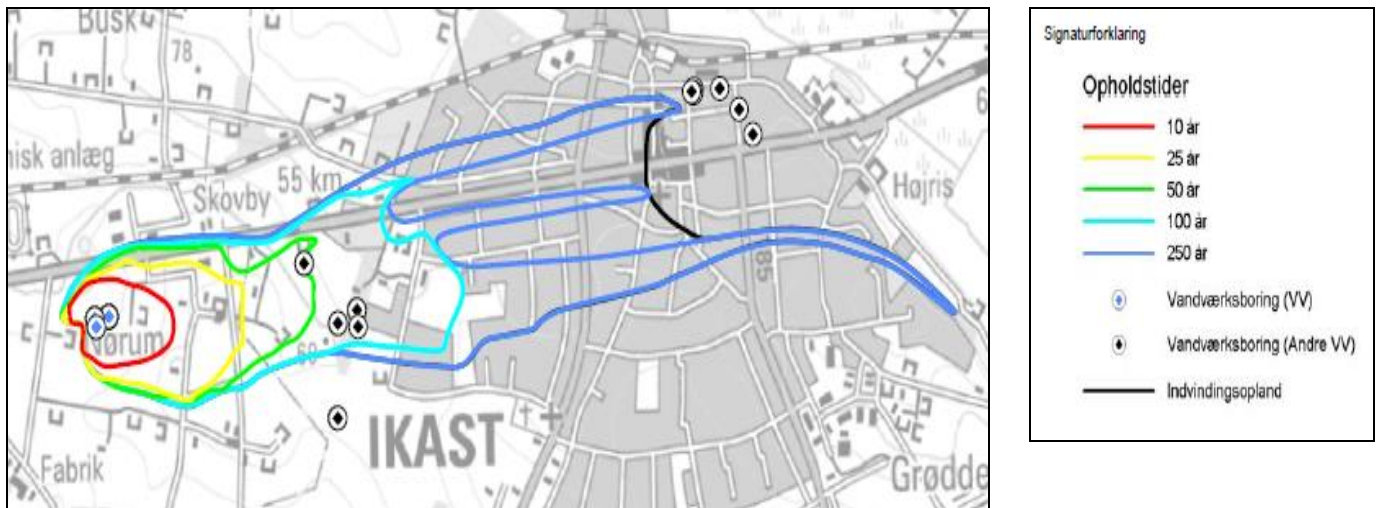 Busk
78
nisk anlæg
55 km
Skovby
Højris
85
Nørum
60
IKAST
Fabrik
Grødde
6
Signaturforklaring
Opholdstider
10 år
25 år
50 år
100 år
250 år
Vandværksboring (VV)
Vandværksboring (Andre VV)
Indvindingsopland